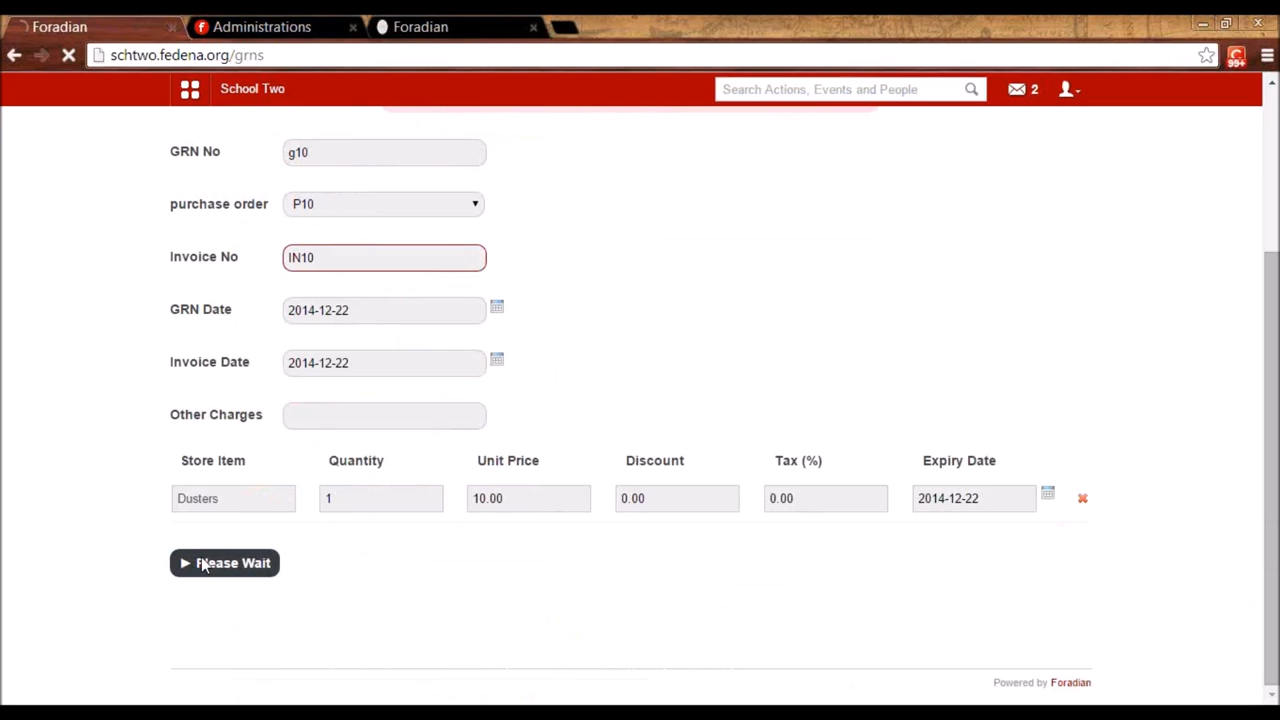 Foradian
Administrations
Foradian
schtwo.fedena.org/grns
99+
School Two
Search Actions, Events and People
2
GRN No
g10
purchase order
P10
Invoice No
IN10
GRN Date
2014-12-22
Invoice Date
2014-12-22
Other Charges
Store Item Quantity Unit Price Discount Tax (%) Expiry Date
Dusters 1 10.00 0.00 0.00 2014-12-22
Please Wait
Powered by Foradian